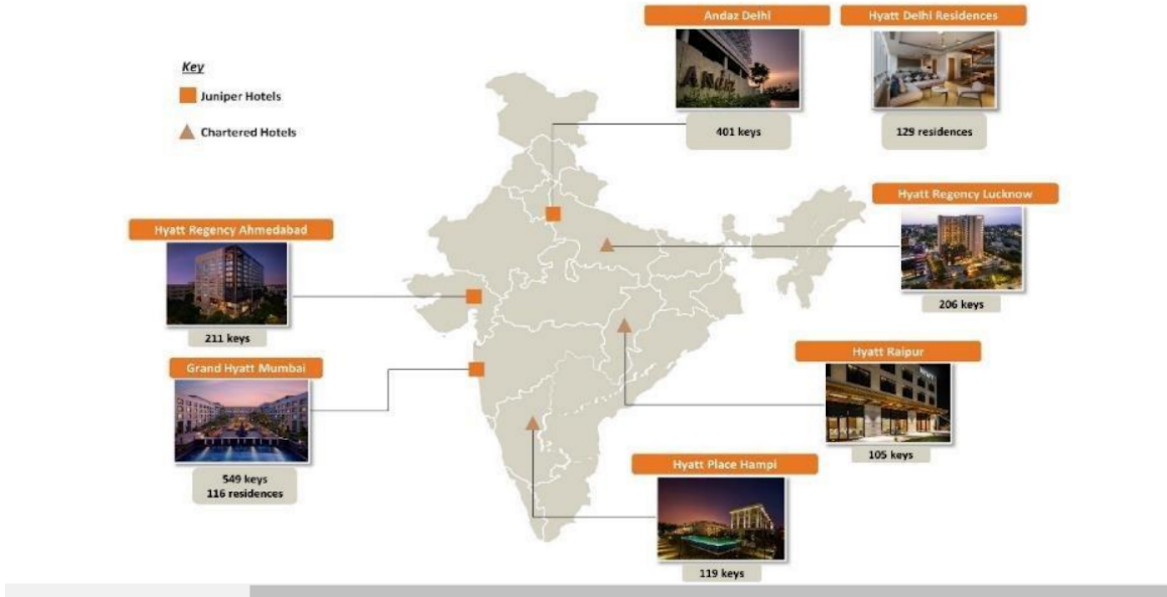 Andaz Delhi
Hyatt Delhi Residences
Key
Juniper Hotels
Chartered Hotels
Andaz
401 keys
129 residences
Hyatt Regency Lucknow
206 keys
Hyatt Regency Ahmedabad
211 keys
Grand Hyatt Mumbai
549 keys
116 residences
Hyatt Raipur
105 keys
Hyatt Place Hampi
119 keys